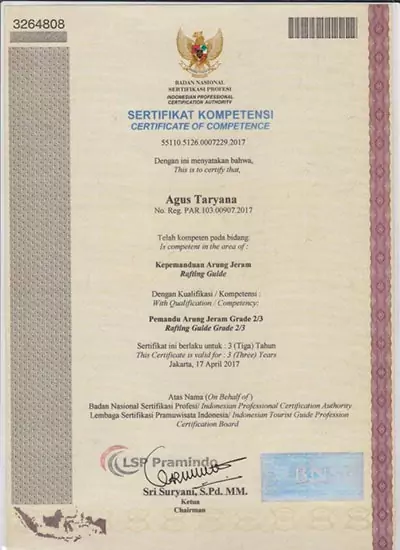 3264808
BADAN NASIONAL
SERTIFIKASI PROFESI
INDONESIAN PROFESSIONAL
CERTIFICATION AUTHORITY
SERTIFIKAT KOMPETENSI
CERTIFICATE OF COMPETENCE
55110.5126.0007229.2017
Dengan ini menyatakan bahwa,
This is to certify that,
Agus Taryana
No. Reg. PAR.103.00907.2017
Telah kompeten pada bidang:
Is competent in the area of :
Kepemanduan Arung Jeram
Rafting Guide
Dengan Kualifikasi / Kompetensi :
With Qualification / Competency:
Pemandu Arung Jeram Grade 2/3
Rafting Guide Grade 2/3
Sertifikat ini berlaku untuk : 3 (Tiga) Tahun
This Certificate is valid for : 3 (Three) Years
Jakarta, 17 April 2017
Atas Nama (On Behalf of )
Badan Nasional Sertifikasi Profesi/ Indonesian Professional Certification Authority
Lembaga Sertifikasi Pramuwisata Indonesia/ Indonesian Tourist Guide Profession
Certification Board
LSP Pramindo
Sri Suryani, S.Pd. MM.
Ketua
Chairman